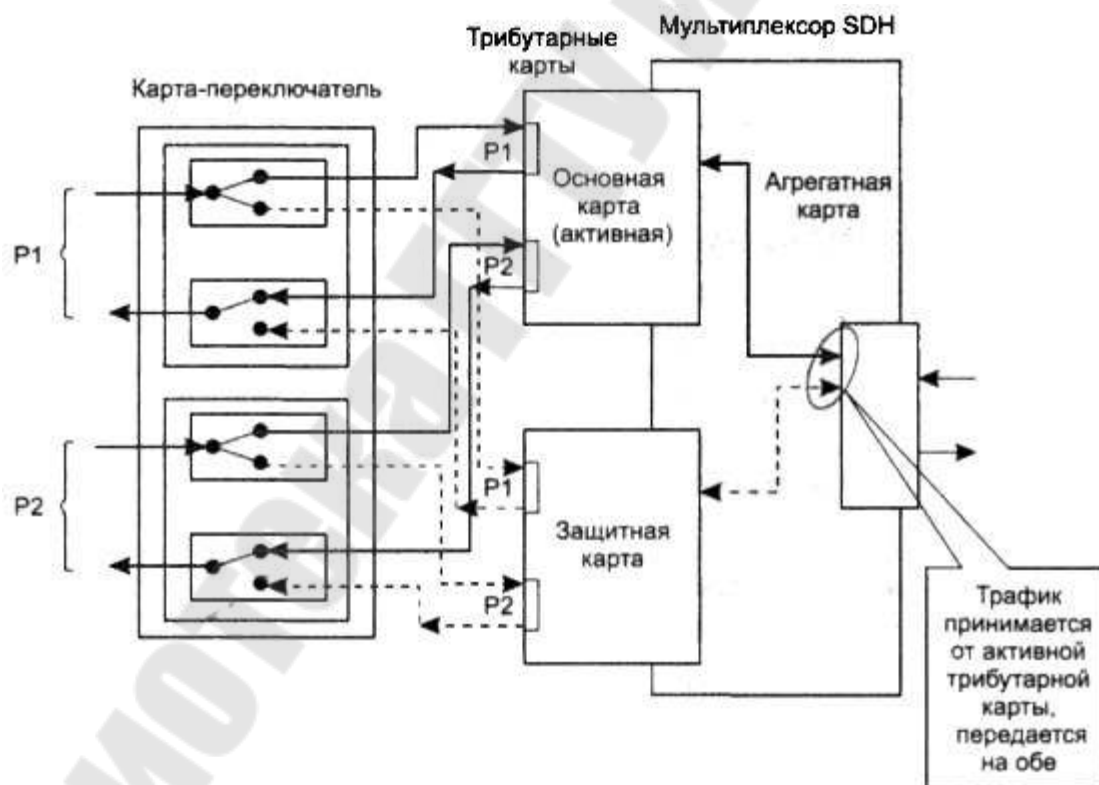 Мультиплексор SDH
Трибутарные
карты
Карта-переключатель
P1
P2
P1
Основная
карта
(активная)
P2
Агрегатная
карта
P1
Защитная
карта
P2
Трафик
принимается
от активной
трибутарной
карты,
передается
на обе